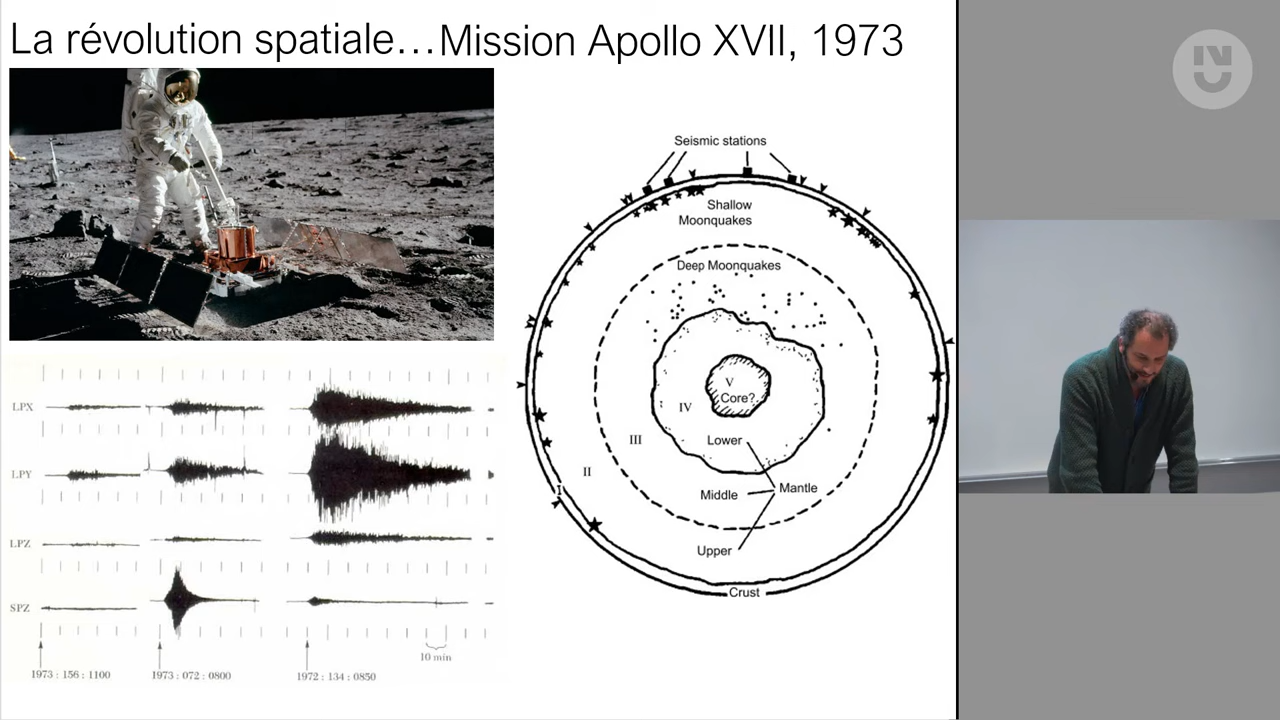 La révolution spatiale...Mission Apollo XVII, 1973
Seismic stations
Shallow
Moonquakes
Deep Moonquakes
V
Core?
IV
III
II
I
Lower
Middle
Mantle
Upper
Crust
LPX
LPY
LPZ
SPZ
10 min
1973 : 156 : 1100
1973 : 072 : 0800
1972 : 134 : 0850